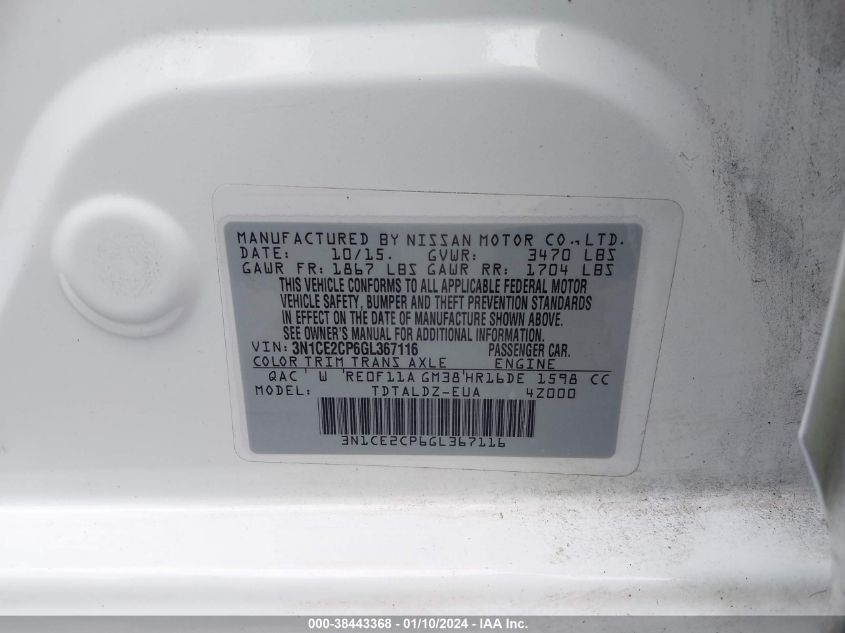 MANUFACTURED BY NISSAN MOTOR CO., LTD.
DATE: 10/15. GVWR: 3470 LBS
GAWR FR: 1867 LBS GAWR RR: 1704 LBS
THIS VEHICLE CONFORMS TO ALL APPLICABLE FEDERAL MOTOR
VEHICLE SAFETY, BUMPER AND THEFT PREVENTION STANDARDS
IN EFFECT ON THE DATE OF MANUFACTURE SHOWN ABOVE.
SEE OWNER'S MANUAL FOR ADDITIONAL INFORMATION.
VIN: 3N1CE2CP6GL367116 PASSENGER CAR.
COLOR TRIM TRANS AXLE ENGINE
QAC W RE0F11A GM38 HR16DE 1598 CC
MODEL: TDTALDZ-EUA 4Z000
3N1CE2CP6GL367116
000-38443368 - 01/10/2024 - IAA Inc.